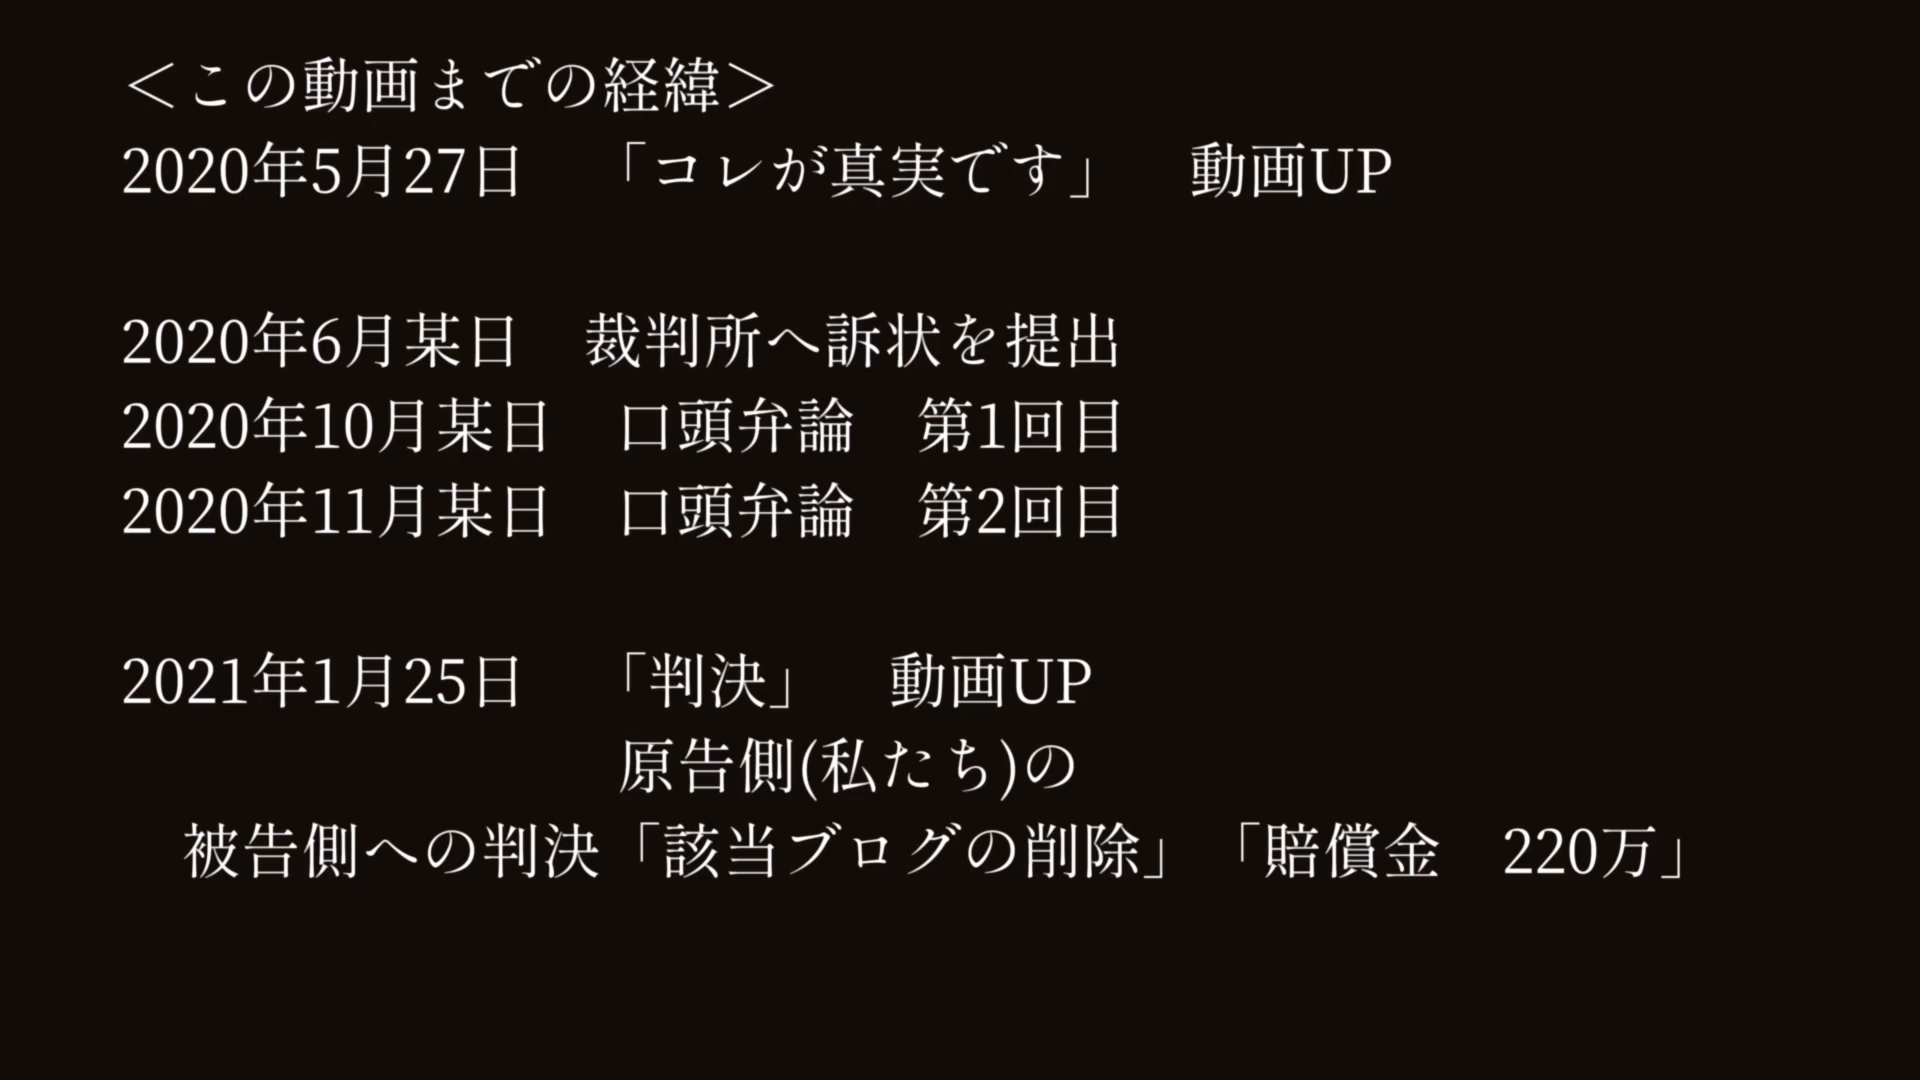 ＜この動画までの経緯＞
2020年5月27日　「コレが真実です」　動画UP
2020年6月某日　裁判所へ訴状を提出
2020年10月某日　口頭弁論　第1回目
2020年11月某日　口頭弁論　第2回目
2021年1月25日　「判決」　動画UP
原告側(私たち)の
被告側への判決「該当ブログの削除」「賠償金　220万」